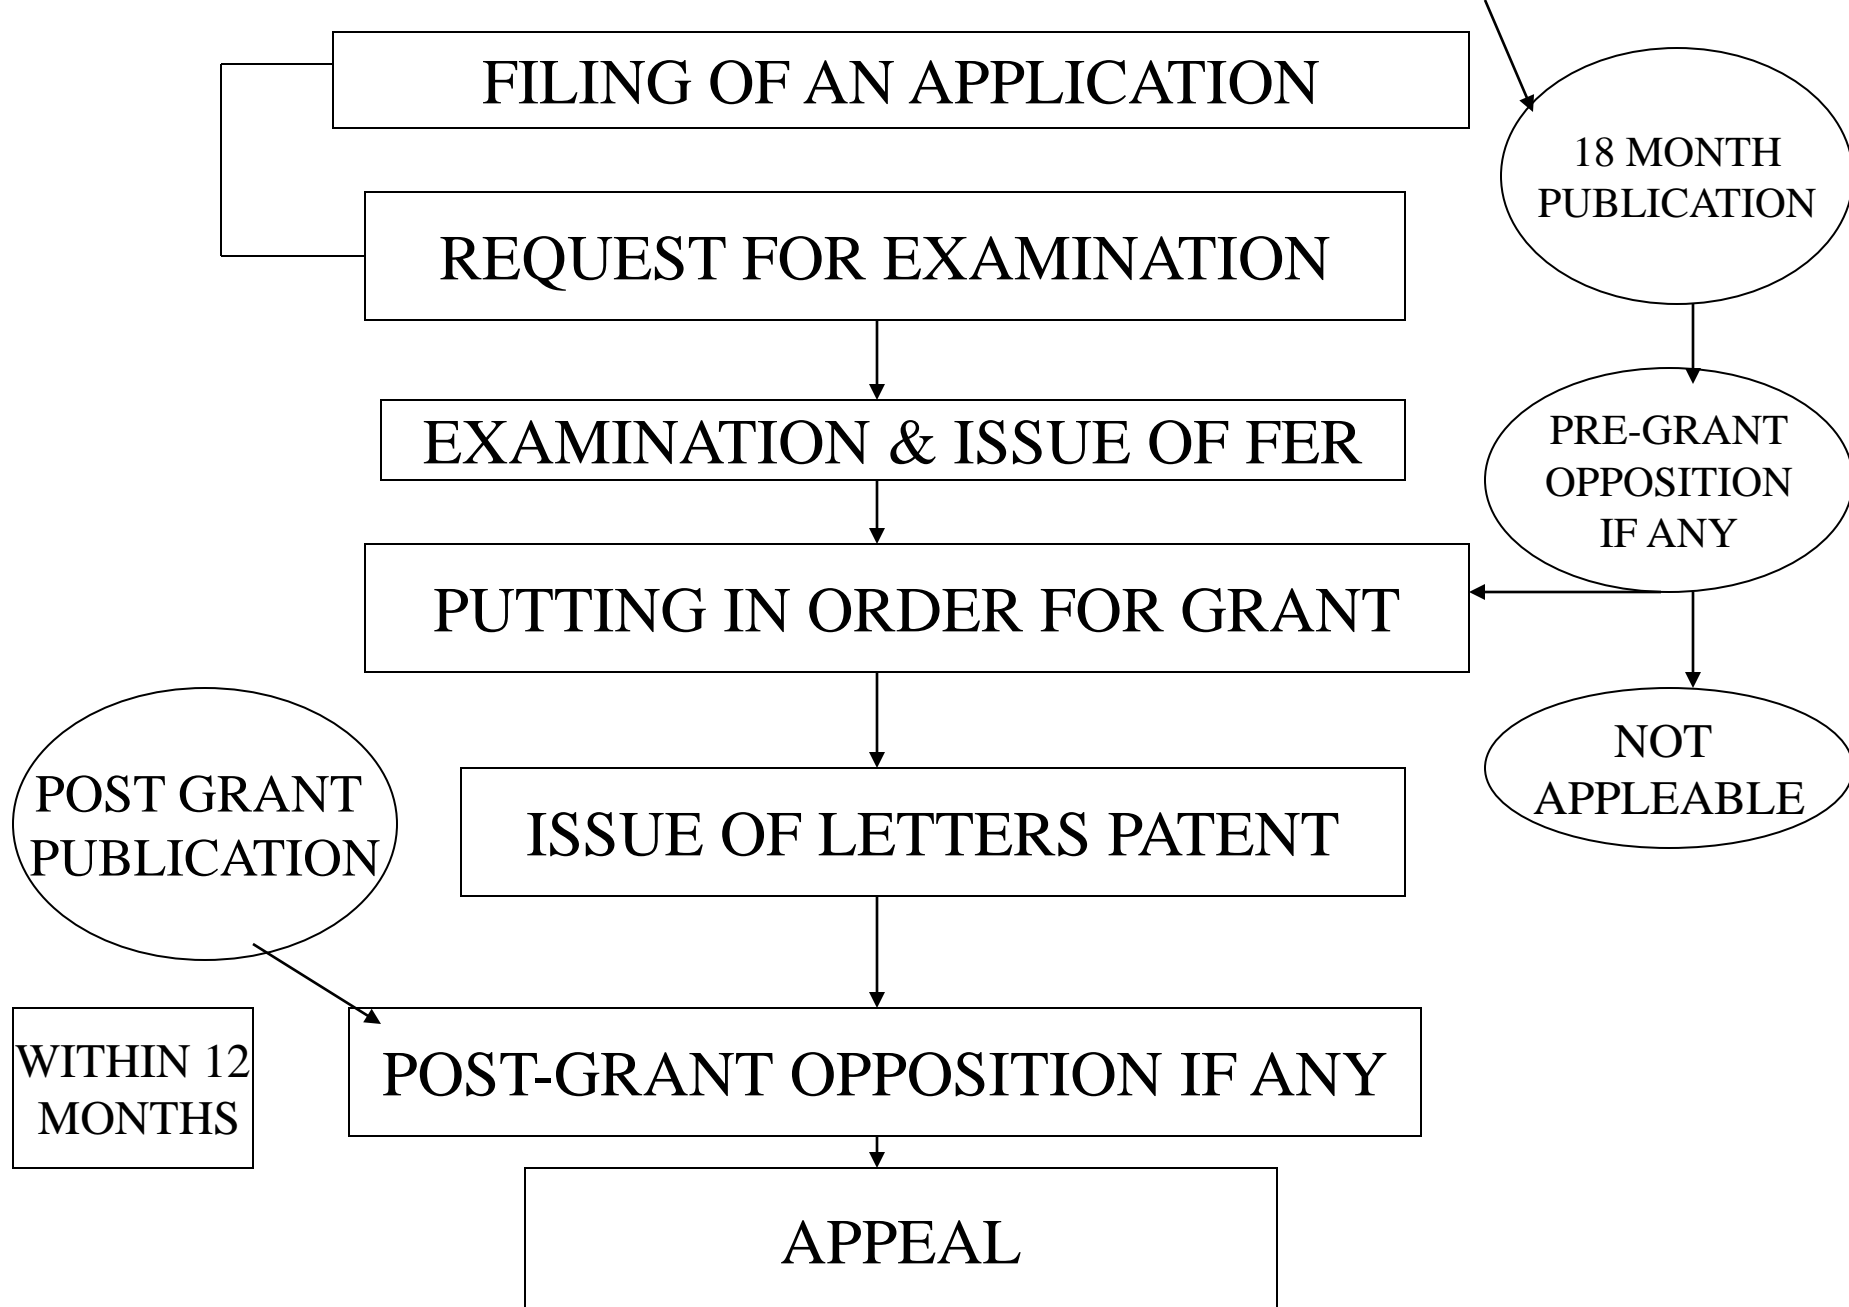 FILING OF AN APPLICATION
18 MONTH
PUBLICATION
REQUEST FOR EXAMINATION
EXAMINATION & ISSUE OF FER
PRE-GRANT
OPPOSITION
IF ANY
PUTTING IN ORDER FOR GRANT
NOT
APPLEABLE
POST GRANT
PUBLICATION
ISSUE OF LETTERS PATENT
WITHIN 12
MONTHS
POST-GRANT OPPOSITION IF ANY
APPEAL